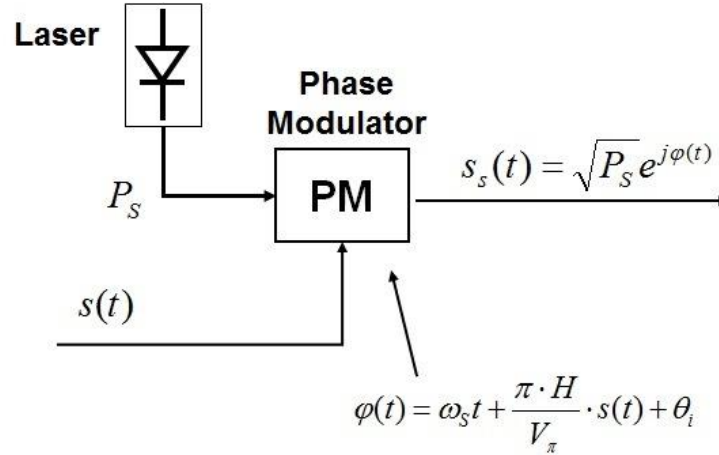 Laser
Phase
Modulator
PM
P_S
s_s(t) = √P_S e^{jφ(t)}
s(t)
φ(t) = ω_S t + (π · H / V_π) · s(t) + θ_i